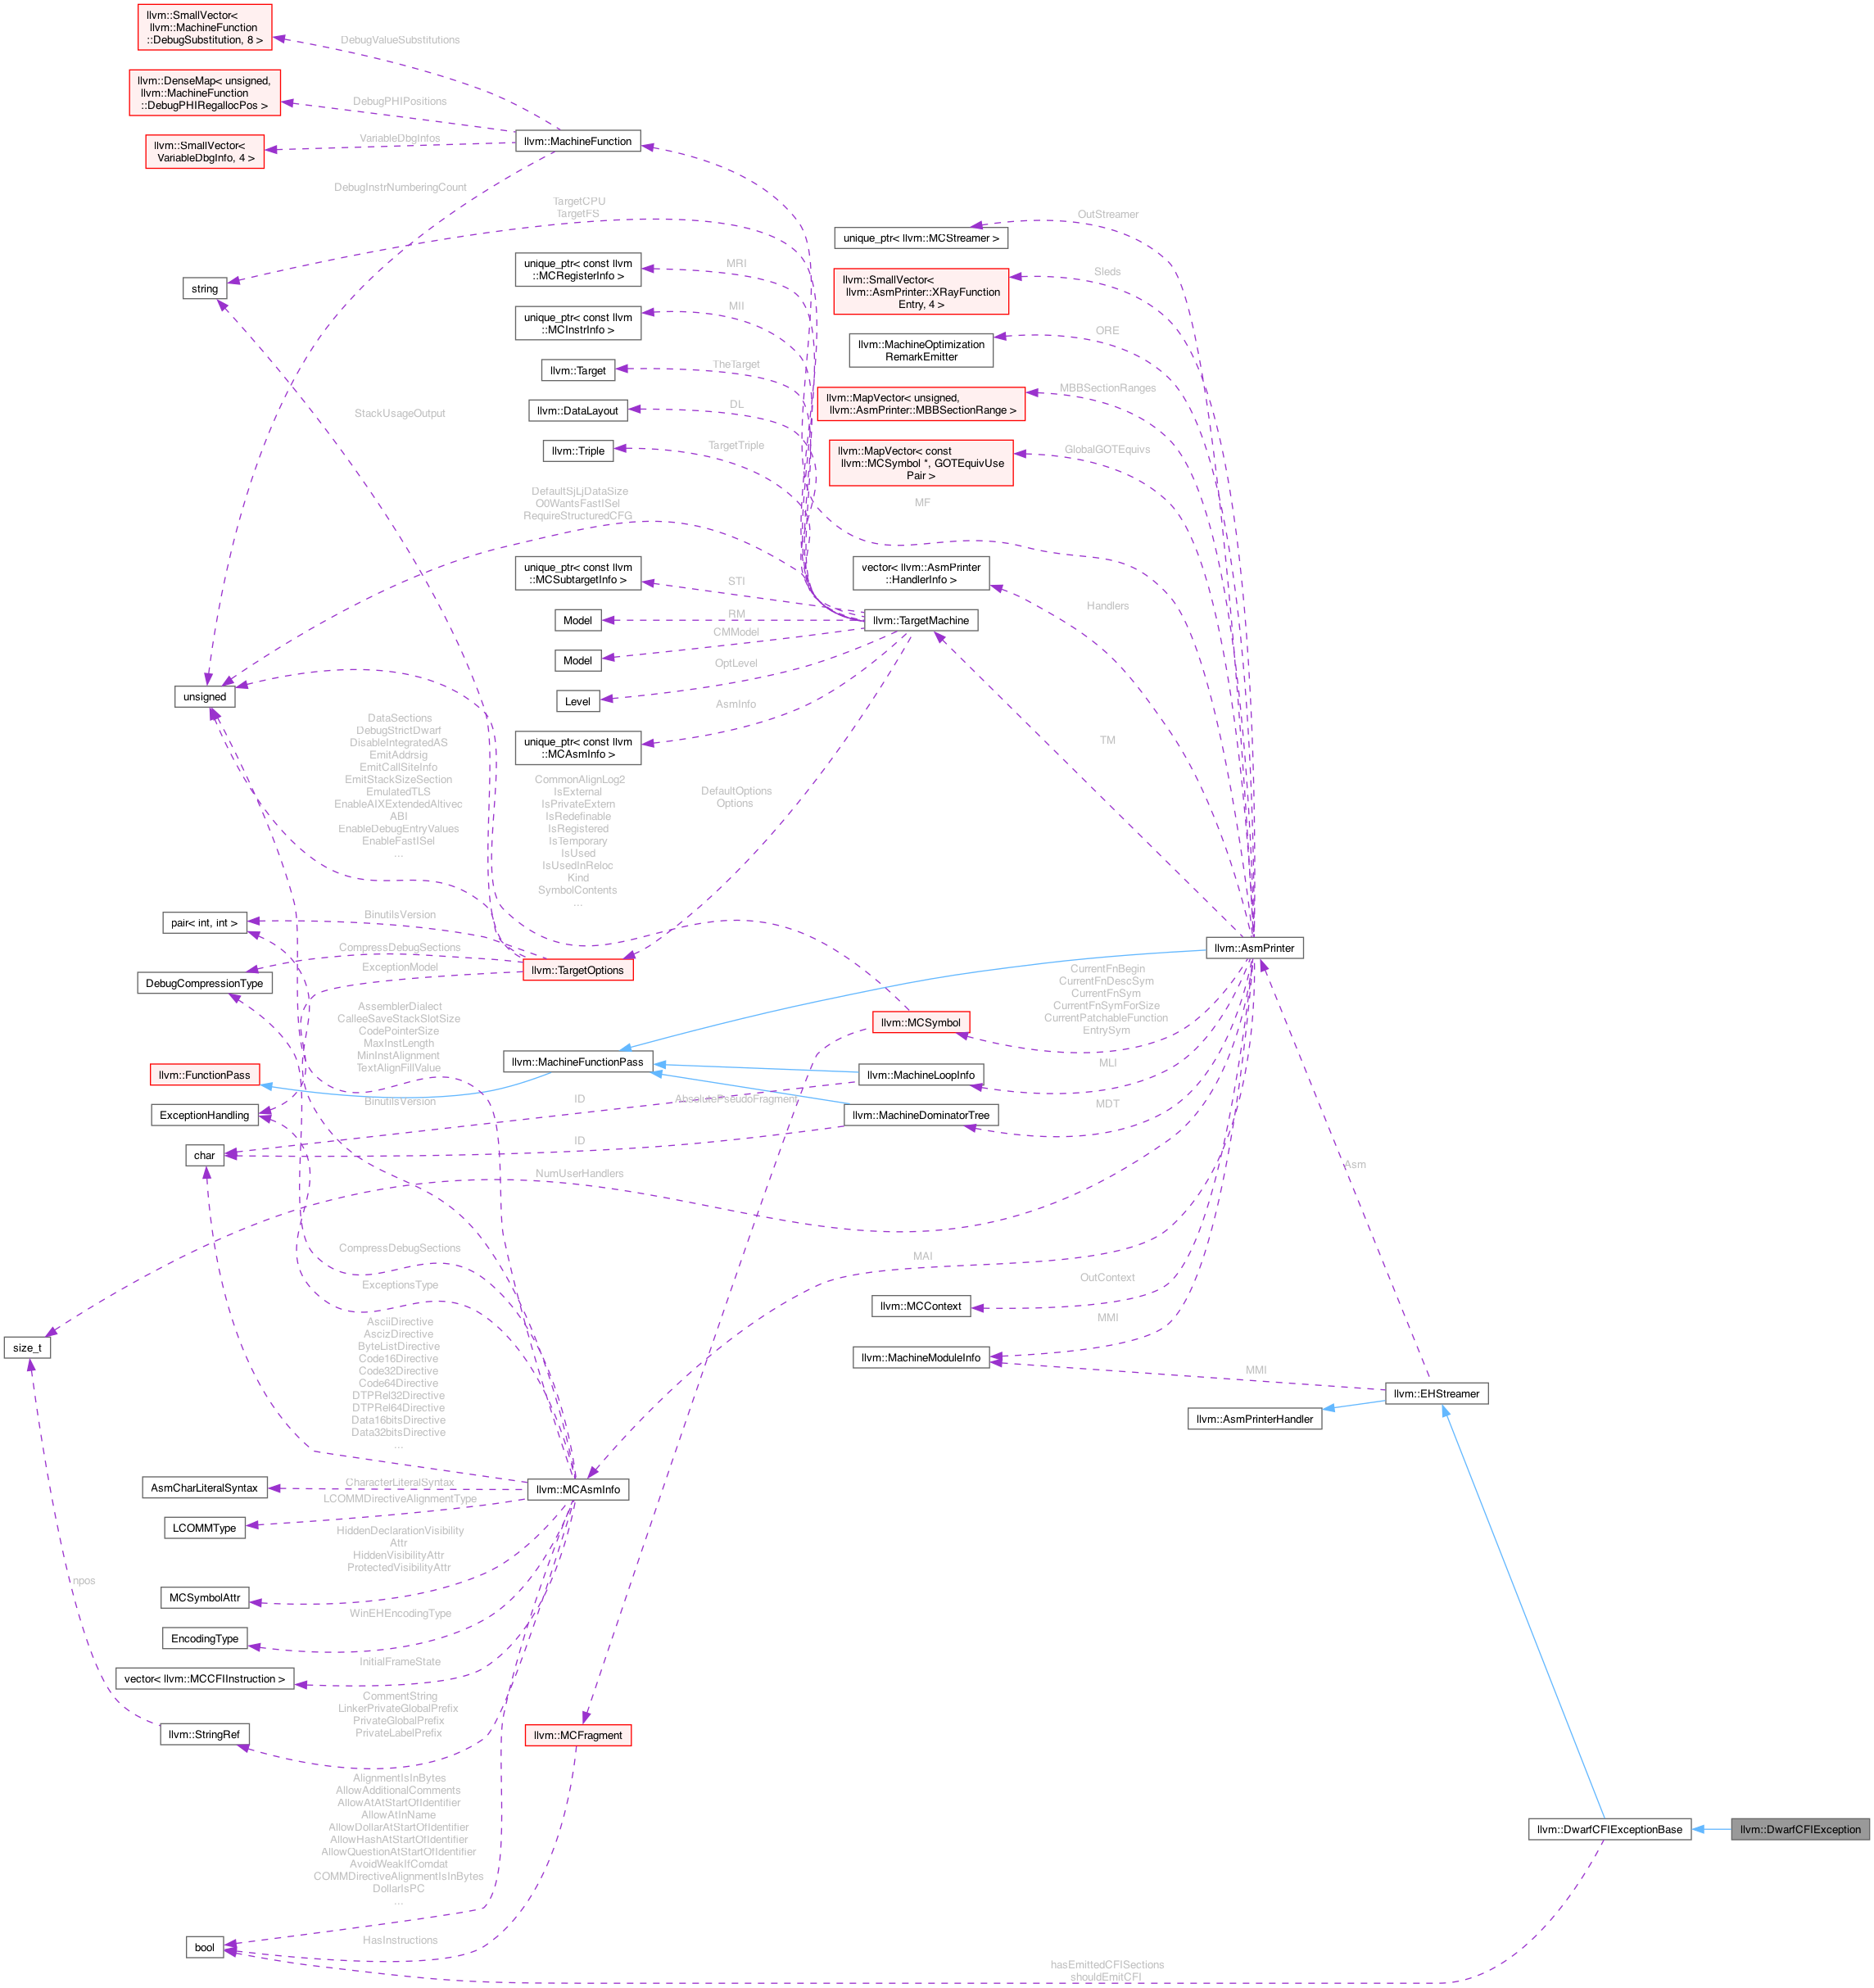 llvm::SmallVector<
llvm::MachineFunction
::DebugSubstitution, 8 >
DebugValueSubstitutions
llvm::DenseMap< unsigned,
llvm::MachineFunction
::DebugPHIRegallocPos >
DebugPHIPositions
llvm::SmallVector<
VariableDbgInfo, 4 >
VariableDbgInfos
llvm::MachineFunction
DebugInstrNumberingCount
TargetCPU
TargetFS
OutStreamer
unique_ptr< llvm::MCStreamer >
string
unique_ptr< const llvm
::MCRegisterInfo >
MRI
llvm::SmallVector<
llvm::AsmPrinter::XRayFunction
Entry, 4 >
Sleds
unique_ptr< const llvm
::MCInstrInfo >
MII
llvm::MachineOptimization
RemarkEmitter
ORE
llvm::Target
TheTarget
llvm::MapVector< unsigned,
llvm::AsmPrinter::MBBSectionRange >
MBBSectionRanges
StackUsageOutput
llvm::DataLayout
DL
llvm::Triple
TargetTriple
llvm::MapVector< const
llvm::MCSymbol *, GOTEquivUse
Pair >
GlobalGOTEquivs
DefaultSjLjDataSize
O0WantsFastISel
RequireStructuredCFG
MF
unique_ptr< const llvm
::MCSubtargetInfo >
STI
vector< llvm::AsmPrinter
::HandlerInfo >
Handlers
Model
RM
llvm::TargetMachine
Model
CMModel
Level
OptLevel
unsigned
unique_ptr< const llvm
::MCAsmInfo >
AsmInfo
TM
DataSections
DebugStrictDwarf
DisableIntegratedAS
EmitAddrsig
EmitCallSiteInfo
EmitStackSizeSection
EmulatedTLS
EnableAIXExtendedAltivec
ABI
EnableDebugEntryValues
EnableFastISel
...
CommonAlignLog2
IsExternal
IsPrivateExtern
IsRedefinable
IsRegistered
IsTemporary
IsUsed
IsUsedInReloc
Kind
SymbolContents
...
DefaultOptions
Options
pair< int, int >
BinutilsVersion
DebugCompressionType
CompressDebugSections
ExceptionModel
llvm::TargetOptions
llvm::AsmPrinter
AssemblerDialect
CalleeSaveStackSlotSize
CodePointerSize
MaxInstLength
MinInstAlignment
TextAlignFillValue
llvm::MCSymbol
CurrentFnBegin
CurrentFnDescSym
CurrentFnSym
CurrentFnSymForSize
CurrentPatchableFunction
EntrySym
llvm::FunctionPass
llvm::MachineFunctionPass
llvm::MachineLoopInfo
MLI
ExceptionHandling
BinutilsVersion
ID
AbsolutePseudoFragment
llvm::MachineDominatorTree
MDT
char
ID
NumUserHandlers
Asm
CompressDebugSections
ExceptionsType
MAI
llvm::MCContext
OutContext
size_t
AsciiDirective
AscizDirective
ByteListDirective
Code16Directive
Code32Directive
Code64Directive
DTPRel32Directive
DTPRel64Directive
Data16bitsDirective
Data32bitsDirective
...
llvm::MachineModuleInfo
MMI
MMI
llvm::EHStreamer
llvm::AsmPrinterHandler
AsmCharLiteralSyntax
CharacterLiteralSyntax
llvm::MCAsmInfo
LCOMMType
LCOMMDirectiveAlignmentType
HiddenDeclarationVisibility
Attr
HiddenVisibilityAttr
ProtectedVisibilityAttr
npos
MCSymbolAttr
EncodingType
WinEHEncodingType
vector< llvm::MCCFIInstruction >
InitialFrameState
llvm::StringRef
CommentString
LinkerPrivateGlobalPrefix
PrivateGlobalPrefix
PrivateLabelPrefix
llvm::MCFragment
AlignmentIsInBytes
AllowAdditionalComments
AllowAtAtStartOfIdentifier
AllowAtInName
AllowDollarAtStartOfIdentifier
AllowHashAtStartOfIdentifier
AllowQuestionAtStartOfIdentifier
AvoidWeakIfComdat
COMMDirectiveAlignmentIsInBytes
DollarIsPC
...
llvm::DwarfCFIExceptionBase
llvm::DwarfCFIException
bool
HasInstructions
hasEmittedCFISections
shouldEmitCFI